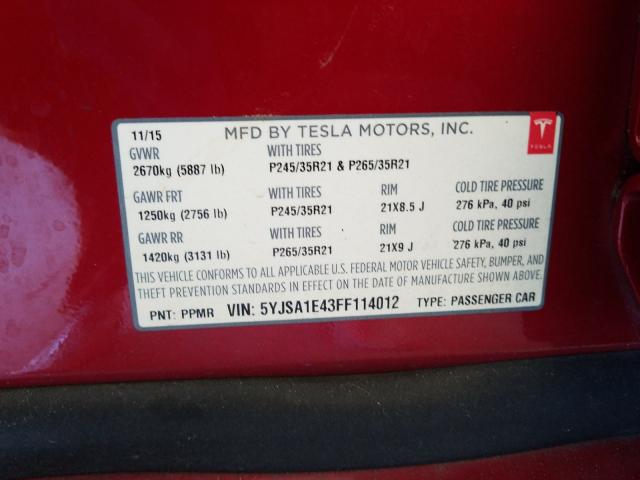 11/15 MFD BY TESLA MOTORS, INC.
TESLA
GVWR WITH TIRES
2670kg (5887 lb) P245/35R21 & P265/35R21
GAWR FRT WITH TIRES RIM COLD TIRE PRESSURE
1250kg (2756 lb) P245/35R21 21X8.5 J 276 kPa, 40 psi
GAWR RR WITH TIRES RIM COLD TIRE PRESSURE
1420kg (3131 lb) P265/35R21 21X9 J 276 kPa, 40 psi
THIS VEHICLE CONFORMS TO ALL APPLICABLE U.S. FEDERAL MOTOR VEHICLE SAFETY, BUMPER, AND
THEFT PREVENTION STANDARDS IN EFFECT ON THE DATE OF MANUFACTURE SHOWN ABOVE.
PNT: PPMR VIN: 5YJSA1E43FF114012 TYPE: PASSENGER CAR